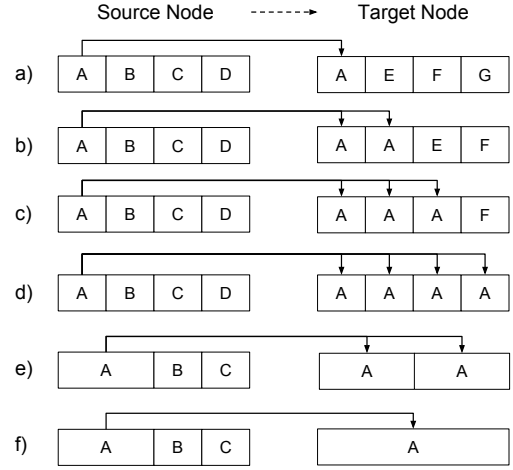 Source Node Target Node
a) A B C D A E F G
b) A B C D A A E F
c) A B C D A A A F
d) A B C D A A A A
e) A B C A A
f) A B C A